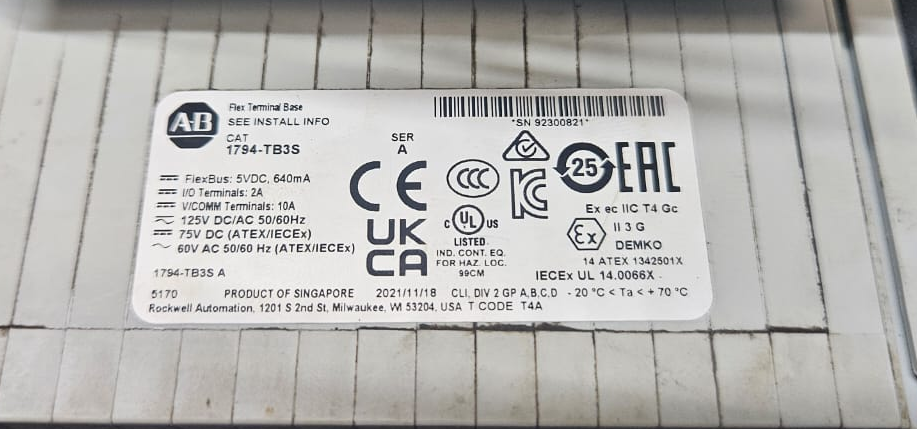 A-B
Flex Terminal Base
SEE INSTALL INFO
CAT
1794-TB3S
SER
A
*SN 92300821*
FlexBus: 5VDC, 640mA
I/O Terminals: 2A
V/COMM Terminals: 10A
125V DC/AC 50/60Hz
75V DC (ATEX/IECEx)
60V AC 50/60 Hz (ATEX/IECEx)
1794-TB3S A
CE
UK
CA
CCC
C UL US
LISTED
IND. CONT. EQ.
FOR HAZ. LOC.
99CM
KC
25
EAC
Ex ec IIC T4 Gc
Ex
II 3 G
DEMKO
14 ATEX 1342501X
IECEx UL 14.0066X
5170 PRODUCT OF SINGAPORE 2021/11/18 CLI, DIV 2 GP A,B,C,D - 20 °C < Ta < + 70 °C
Rockwell Automation, 1201 S 2nd St, Milwaukee, WI 53204, USA T CODE T4A